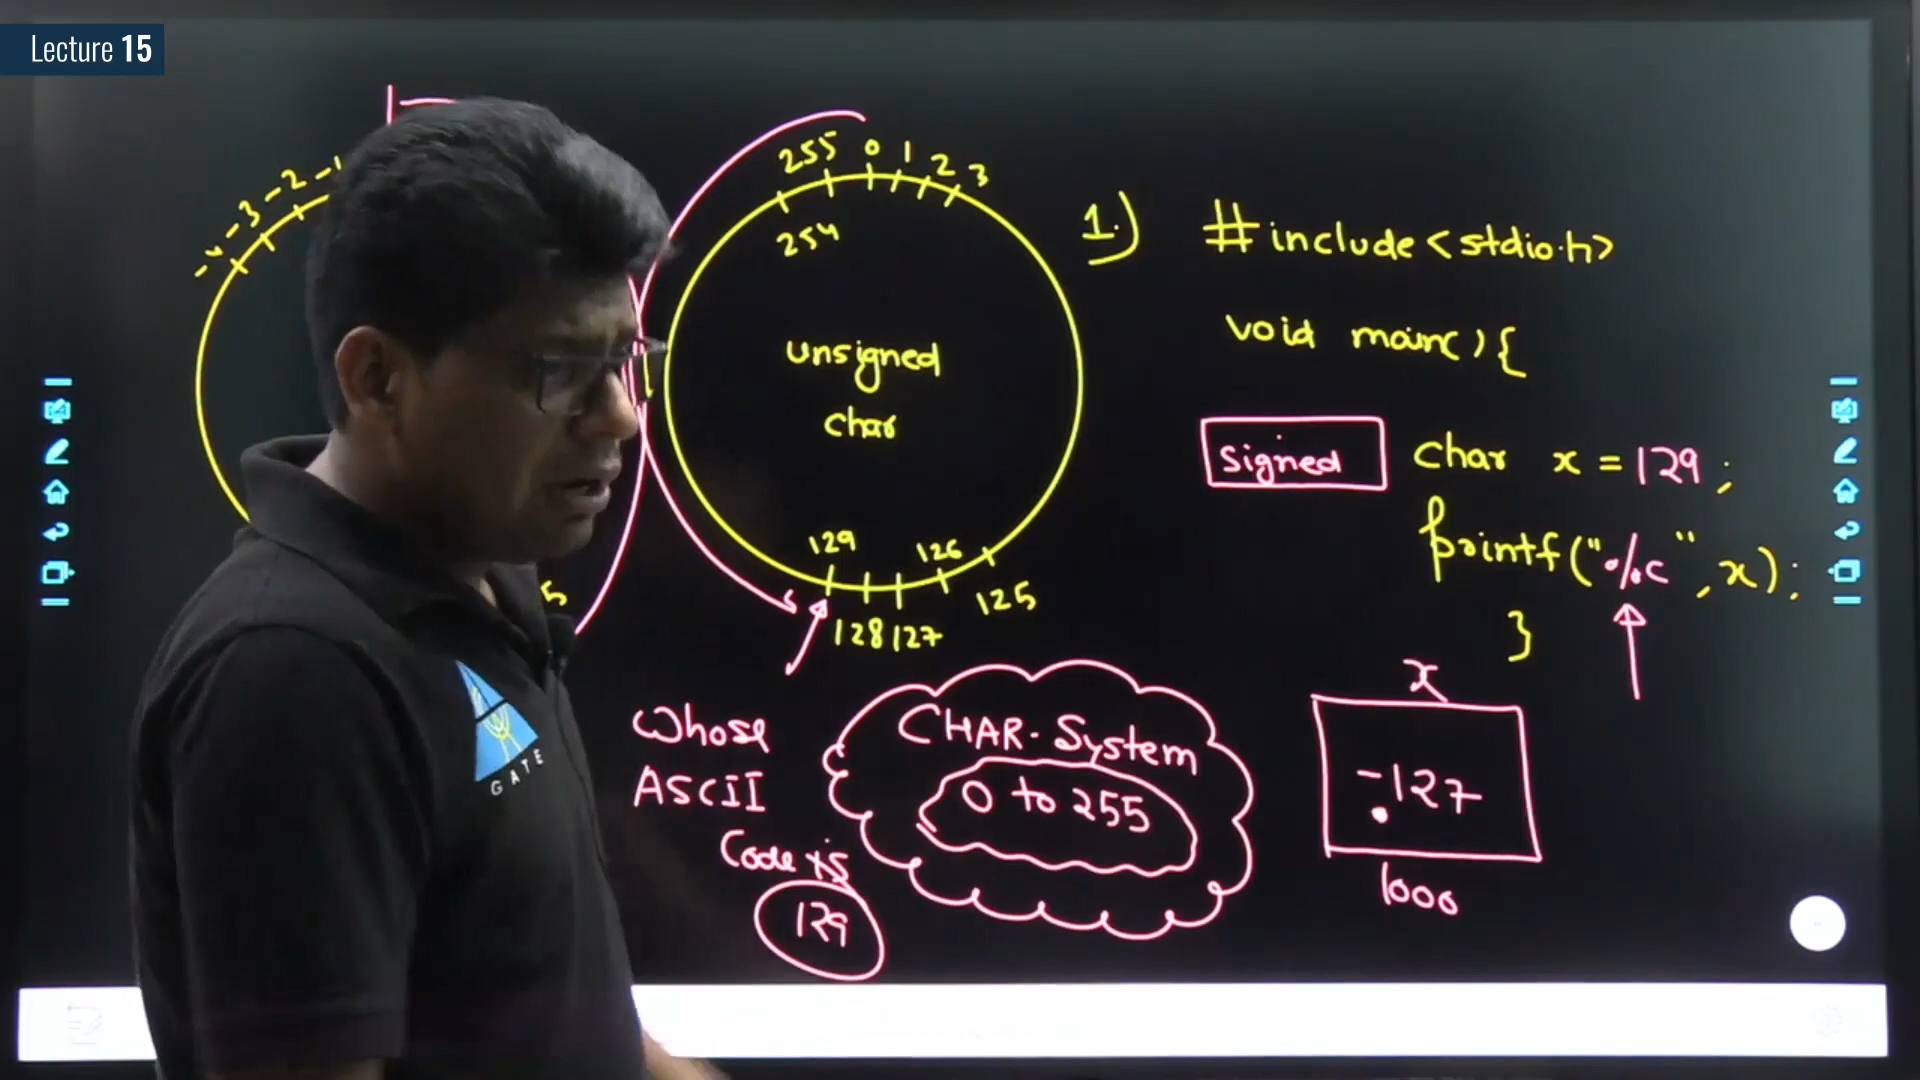 Lecture 15
-4 -3 -2 -1
255 0 1 2 3
254
unsigned
char
129 126
128 127 125
5
1.) #include<stdio.h>
void main(){
Signed char x = 129;
printf("%c",x);
}
Whose
ASCII
Code is
129
CHAR-System
0 to 255
x
-127
1000
GATE